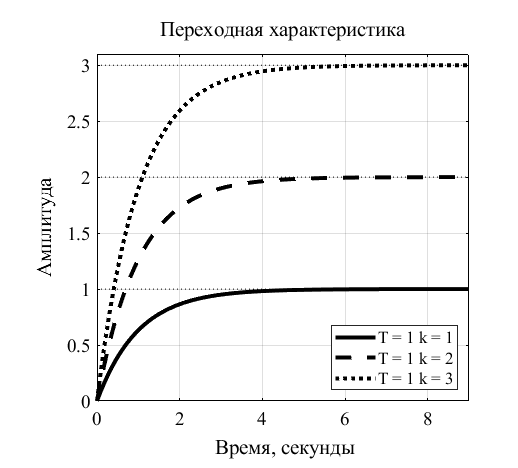 Переходная характеристика
3
2.5
2
1.5
1
0.5
0
0 2 4 6 8
Амплитуда
Время, секунды
T = 1 k = 1
T = 1 k = 2
T = 1 k = 3